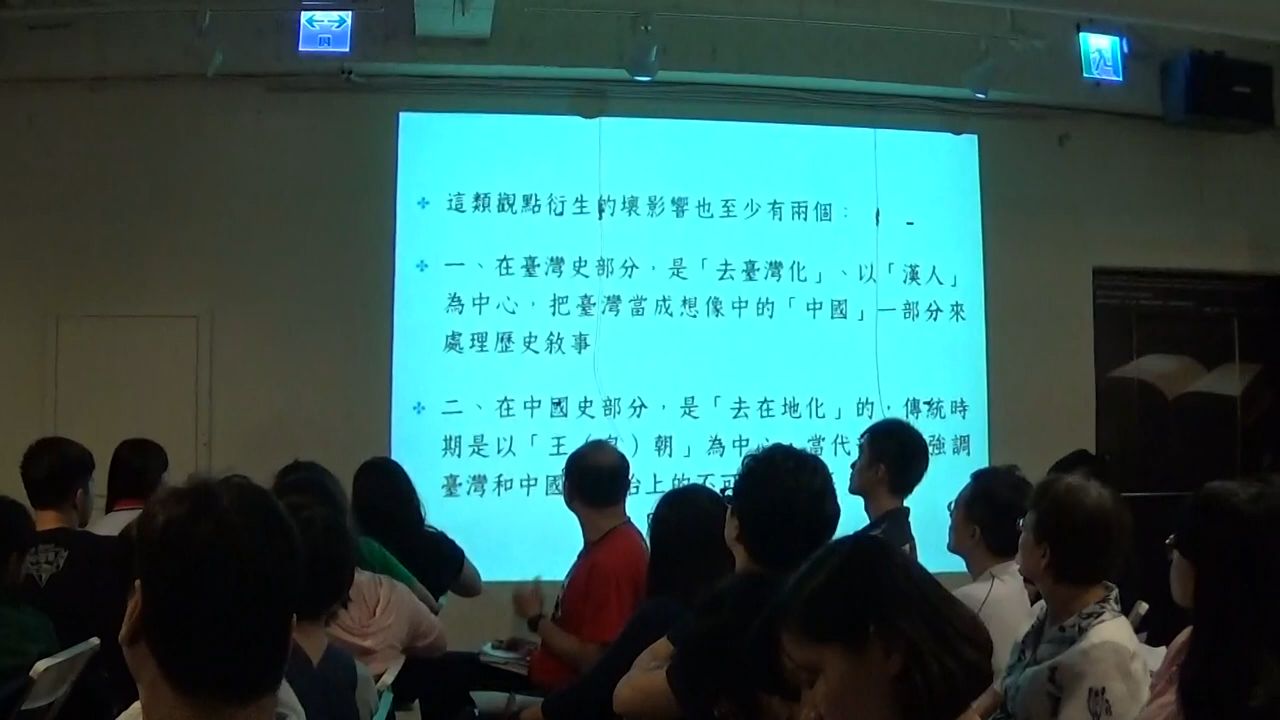 這類觀點衍生的壞影響也至少有兩個：
一、在臺灣史部分，是「去臺灣化」、以「漢人」
為中心，把臺灣當成想像中的「中國」一部分來
處理歷史敘事
二、在中國史部分，是「去在地化」的，傳統時
期是以「王（皇）朝」為中心，當代 強調
臺灣和中國 治上的不可